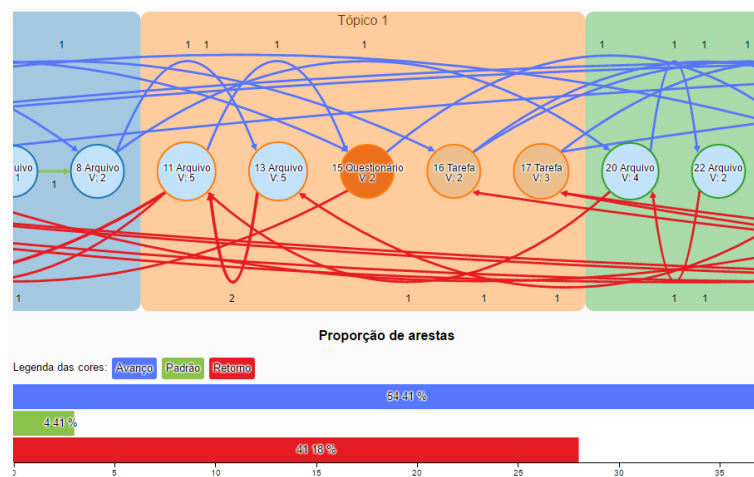 Tópico 1
1 1 1 1 1 1 1 1 1
uivo 8 Arquivo 11 Arquivo 13 Arquivo 15 Questionário 16 Tarefa 17 Tarefa 20 Arquivo 22 Arquivo
1 V: 2 V: 5 V: 5 V: 2 V: 2 V: 3 V: 4 V: 2
1
1 2 1 1 1 1 1
Proporção de arestas
Legenda das cores: Avanço Padrão Retorno
54.41 %
4.41 %
41.18 %
0 5 10 15 20 25 30 35